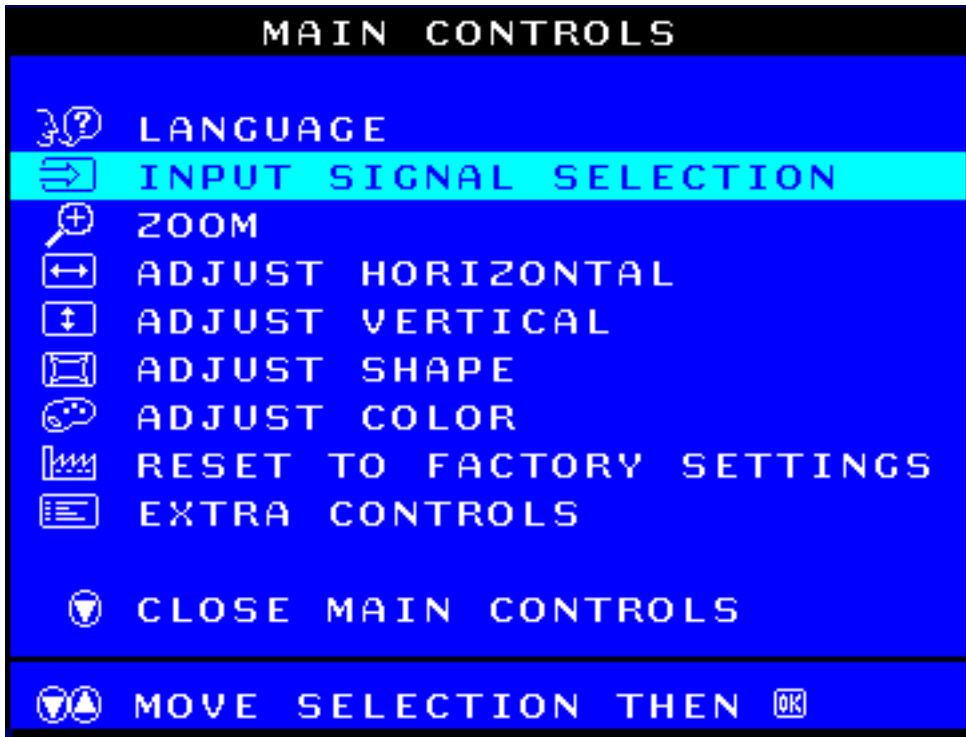 MAIN CONTROLS
LANGUAGE
INPUT SIGNAL SELECTION
ZOOM
ADJUST HORIZONTAL
ADJUST VERTICAL
ADJUST SHAPE
ADJUST COLOR
RESET TO FACTORY SETTINGS
EXTRA CONTROLS
CLOSE MAIN CONTROLS
MOVE SELECTION THEN OK